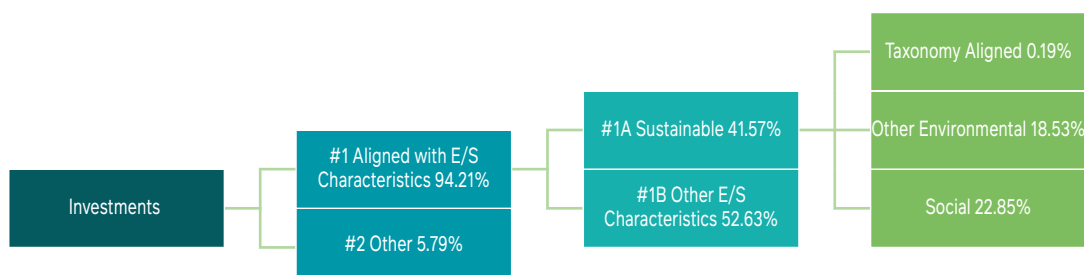 Investments
#1 Aligned with E/S
Characteristics 94.21%
#2 Other 5.79%
#1A Sustainable 41.57%
#1B Other E/S
Characteristics 52.63%
Taxonomy Aligned 0.19%
Other Environmental 18.53%
Social 22.85%